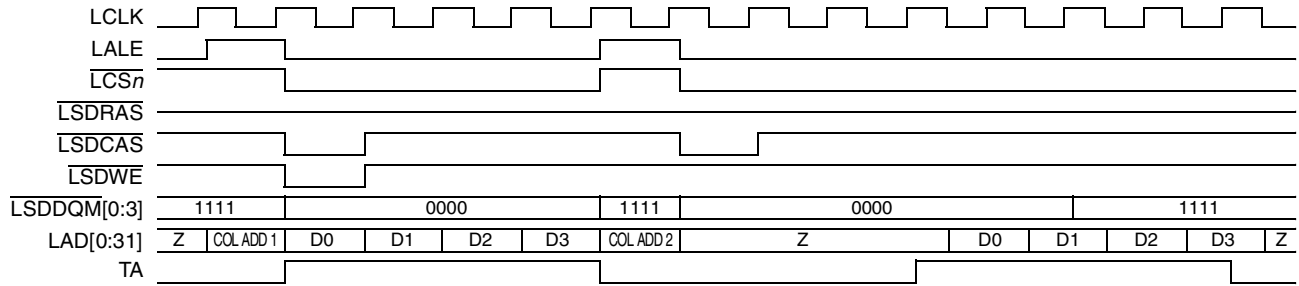 LCLK
LALE
LCSn
LSDRAS
LSDCAS
LSDWE
LSDDQM[0:3] 1111 0000 1111 0000 1111
LAD[0:31] Z COL ADD 1 D0 D1 D2 D3 COL ADD 2 Z D0 D1 D2 D3 Z
TA